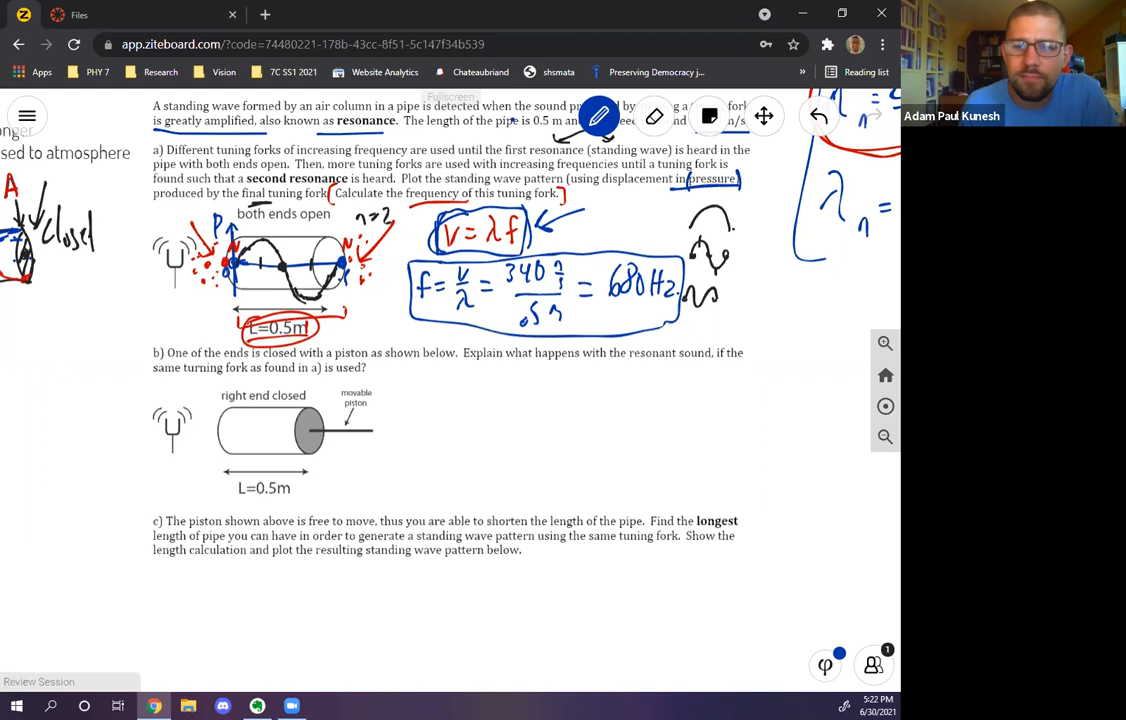 Files
app.ziteboard.com/?code=74480221-178b-43cc-8f51-5c147f34b539
Apps PHY 7 Research Vision 7C SS1 2021 Website Analytics Chateaubriand shsmata Preserving Democracy j... » Reading list
Fullscreen
A standing wave formed by an air column in a pipe is detected when the sound pr by a fork
is greatly amplified, also known as resonance. The length of the pipe is 0.5 m an
a) Different tuning forks of increasing frequency are used until the first resonance (standing wave) is heard in the
pipe with both ends open. Then, more tuning forks are used with increasing frequencies until a tuning fork is
found such that a second resonance is heard. Plot the standing wave pattern (using displacement in pressure)
produced by the final tuning fork. [Calculate the frequency of this tuning fork.]
sed to atmosphere
A
closed
both ends open
n=2
P
N
N
v = λ f
f = v/λ = 340 m/s / .5 m = 680 Hz.
L=0.5m
λn =
b) One of the ends is closed with a piston as shown below. Explain what happens with the resonant sound, if the
same turning fork as found in a) is used?
right end closed
movable
piston
L=0.5m
c) The piston shown above is free to move, thus you are able to shorten the length of the pipe. Find the longest
length of pipe you can have in order to generate a standing wave pattern using the same tuning fork. Show the
length calculation and plot the resulting standing wave pattern below.
Adam Paul Kunesh
1
Review Session
5:22 PM
6/30/2021